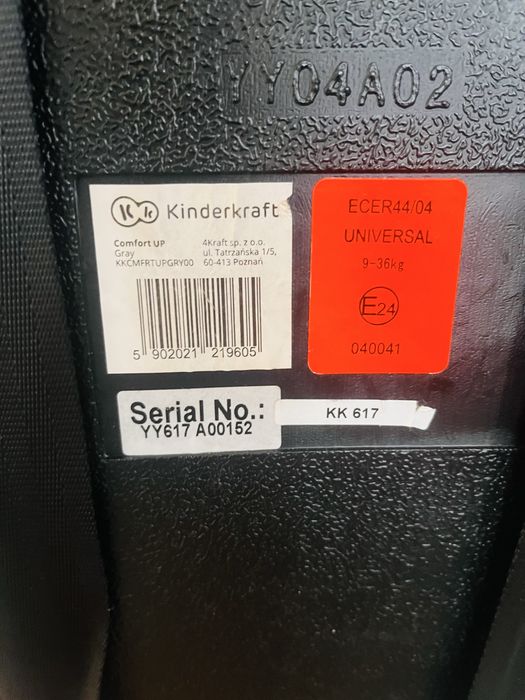 YY04A02
Kinderkraft
Comfort UP
Gray
KKCMFRTUPGRY00
4Kraft sp. z o.o.
ul. Tatrzańska 1/5,
60-413 Poznań
5 902021 219605
ECER44/04
UNIVERSAL
9-36kg
E24
040041
Serial No.:
YY617 A00152
KK 617